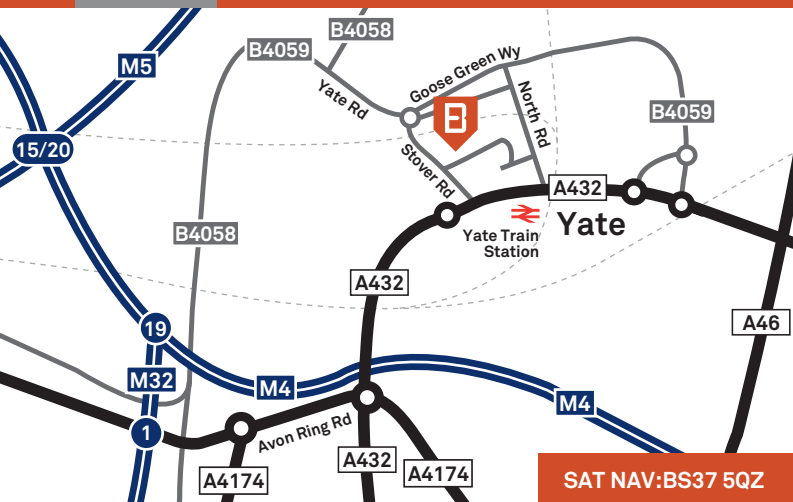 B4058
B4059
M5
Goose Green Wy
Yate Rd
North Rd
B
B4059
15/20
Stover Rd
A432
B4058
Yate Train
Station
Yate
A432
19
A46
M32
M4
M4
1
Avon Ring Rd
A432
A4174
A4174
SAT NAV:BS37 5QZ